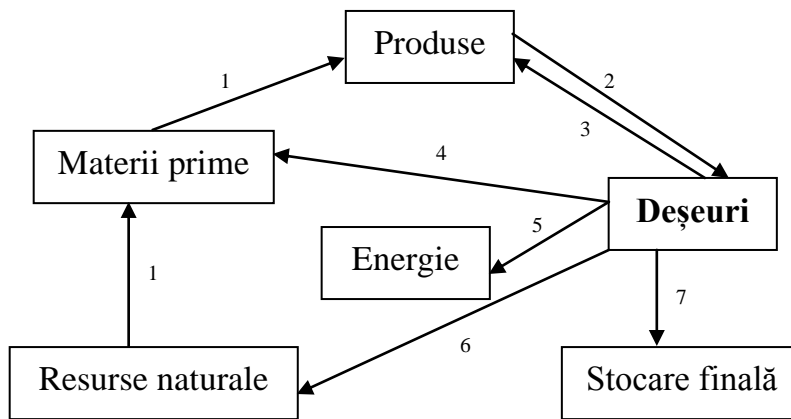 Produse
1
2
3
Materii prime
4
Deșeuri
5
Energie
1
7
6
Resurse naturale
Stocare finală